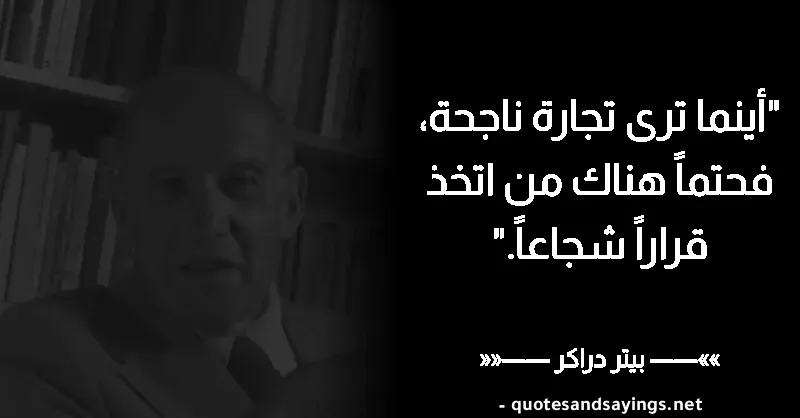 "أينما ترى تجارة ناجحة،
فحتماً هناك من اتخذ
قراراً شجاعاً."
»»—— بيتر دراكر ——««
- quotesandsayings.net